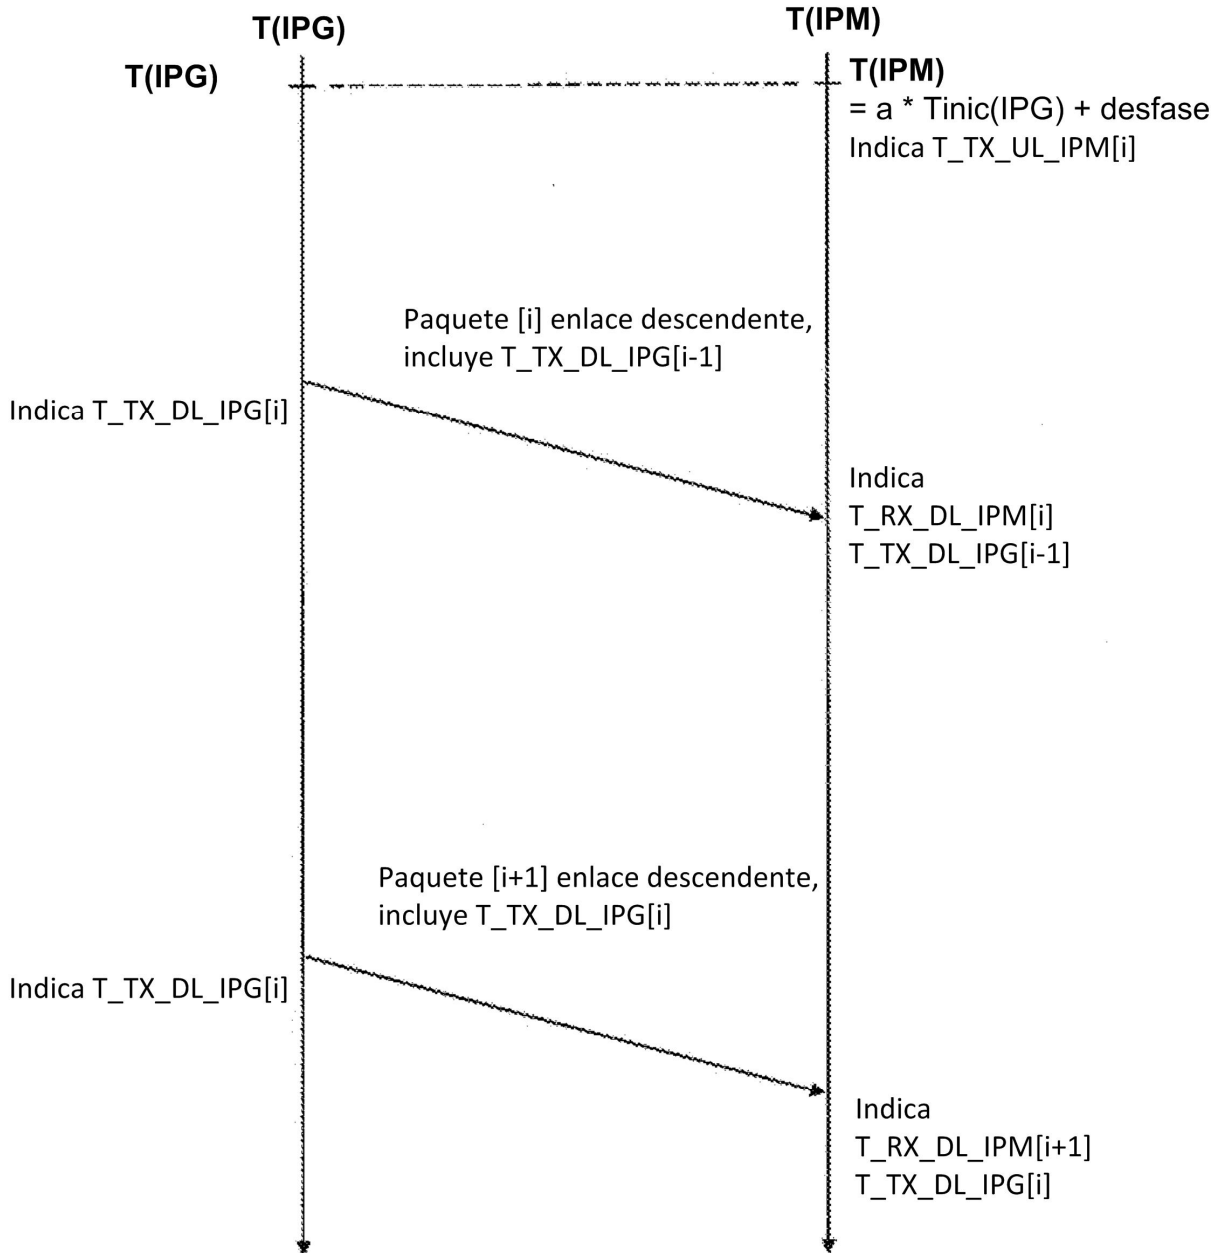 T(IPG)
T(IPM)
T(IPG)
T(IPM)
= a * Tinic(IPG) + desfase
Indica T_TX_UL_IPM[i]
Paquete [i] enlace descendente,
incluye T_TX_DL_IPG[i-1]
Indica T_TX_DL_IPG[i]
Indica
T_RX_DL_IPM[i]
T_TX_DL_IPG[i-1]
Paquete [i+1] enlace descendente,
incluye T_TX_DL_IPG[i]
Indica T_TX_DL_IPG[i]
Indica
T_RX_DL_IPM[i+1]
T_TX_DL_IPG[i]